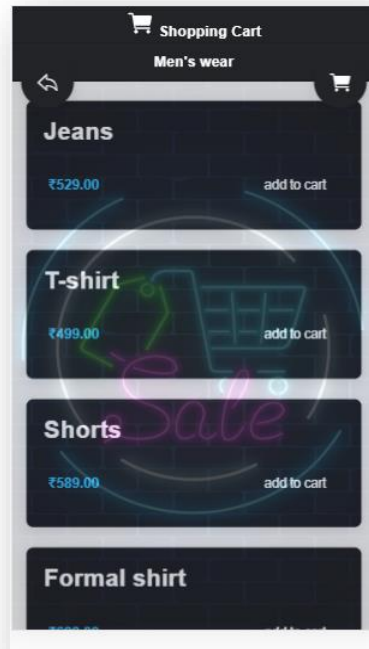 Shopping Cart
Men's wear
Jeans
₹529.00 add to cart
T-shirt
₹499.00 add to cart
Sale
Shorts
₹589.00 add to cart
Formal shirt